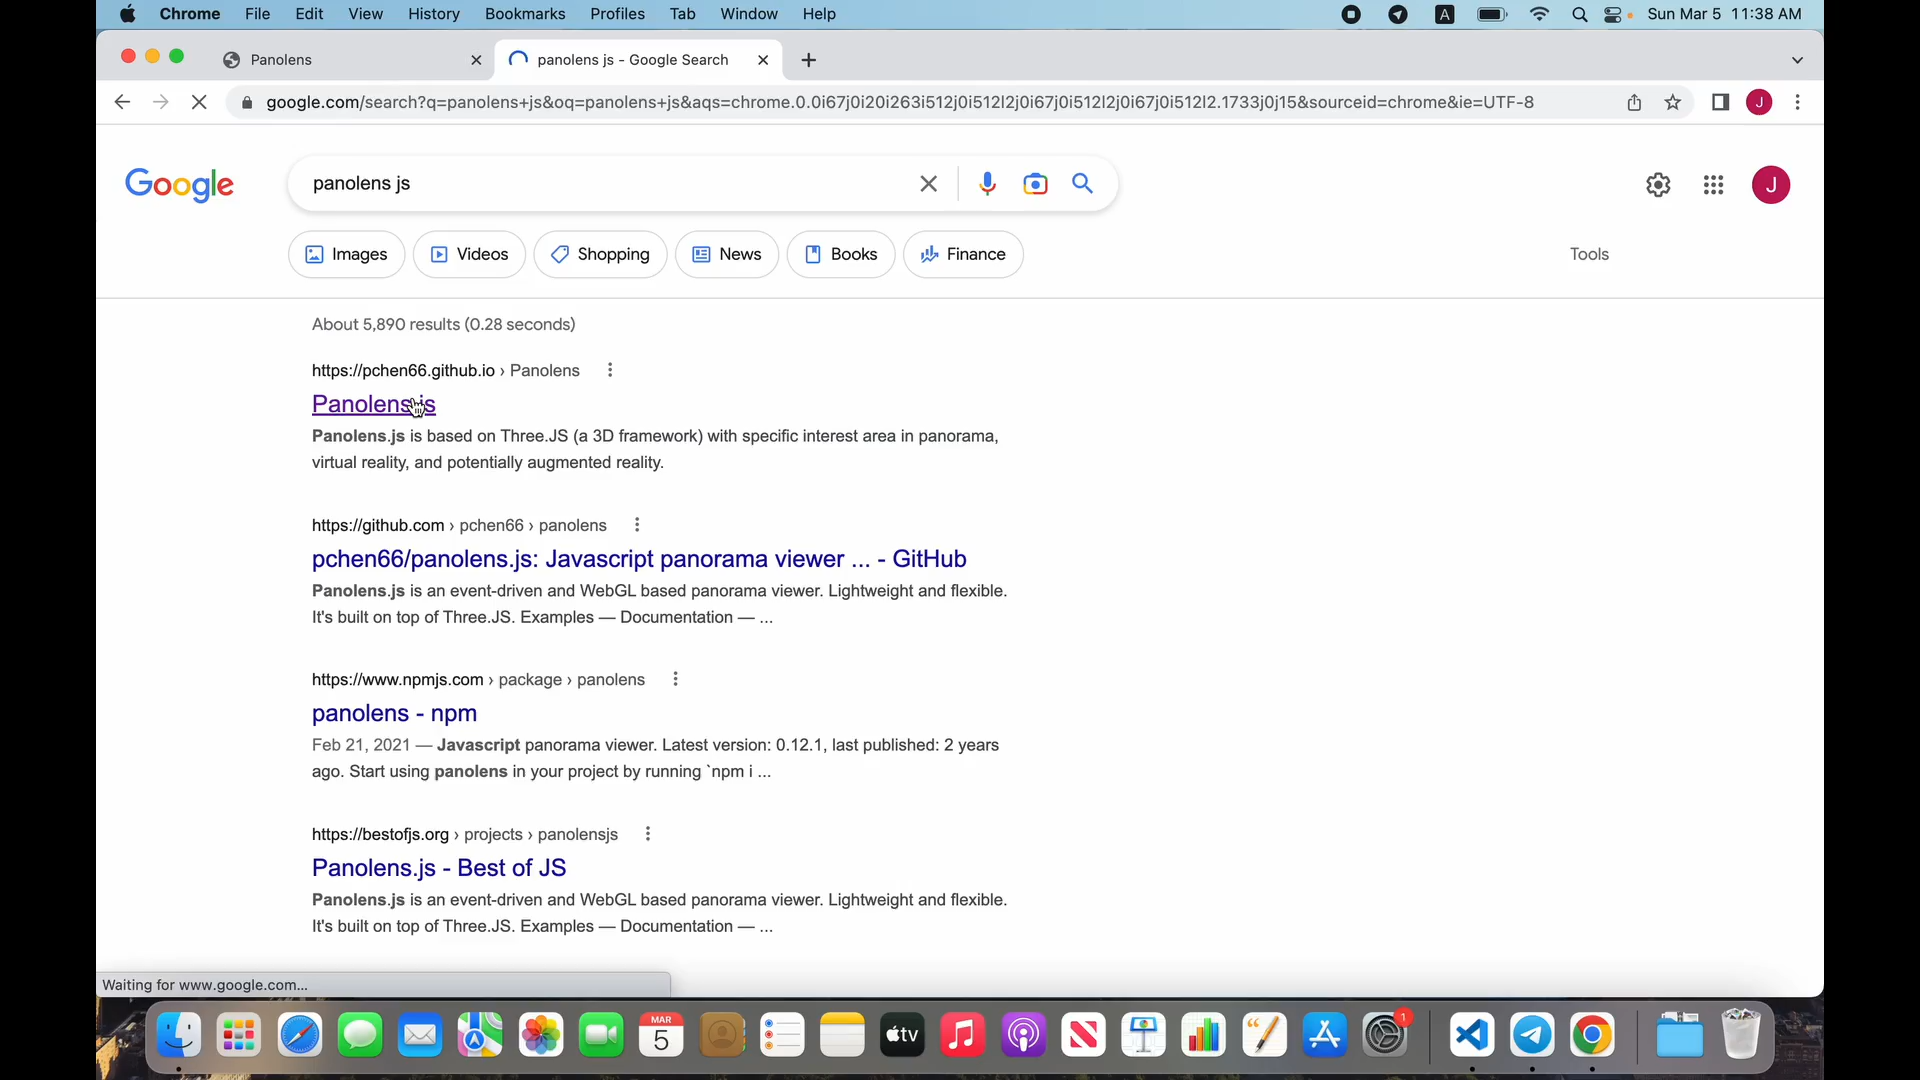 Chrome File Edit View History Bookmarks Profiles Tab Window Help A Sun Mar 5 11:38 AM
Panolens panolens js - Google Search
google.com/search?q=panolens+js&oq=panolens+js&aqs=chrome.0.0i67j0i20i263i512j0i512l2j0i67j0i512l2j0i67j0i512l2.1733j0j15&sourceid=chrome&ie=UTF-8 J
Google panolens js J
Images Videos Shopping News Books Finance Tools
About 5,890 results (0.28 seconds)
https://pchen66.github.io › Panolens
Panolens.js
Panolens.js is based on Three.JS (a 3D framework) with specific interest area in panorama,
virtual reality, and potentially augmented reality.
https://github.com › pchen66 › panolens
pchen66/panolens.js: Javascript panorama viewer ... - GitHub
Panolens.js is an event-driven and WebGL based panorama viewer. Lightweight and flexible.
It's built on top of Three.JS. Examples — Documentation — ...
https://www.npmjs.com › package › panolens
panolens - npm
Feb 21, 2021 — Javascript panorama viewer. Latest version: 0.12.1, last published: 2 years
ago. Start using panolens in your project by running `npm i ...
https://bestofjs.org › projects › panolensjs
Panolens.js - Best of JS
Panolens.js is an event-driven and WebGL based panorama viewer. Lightweight and flexible.
It's built on top of Three.JS. Examples — Documentation — ...
Waiting for www.google.com...
MAR 5 tv 1